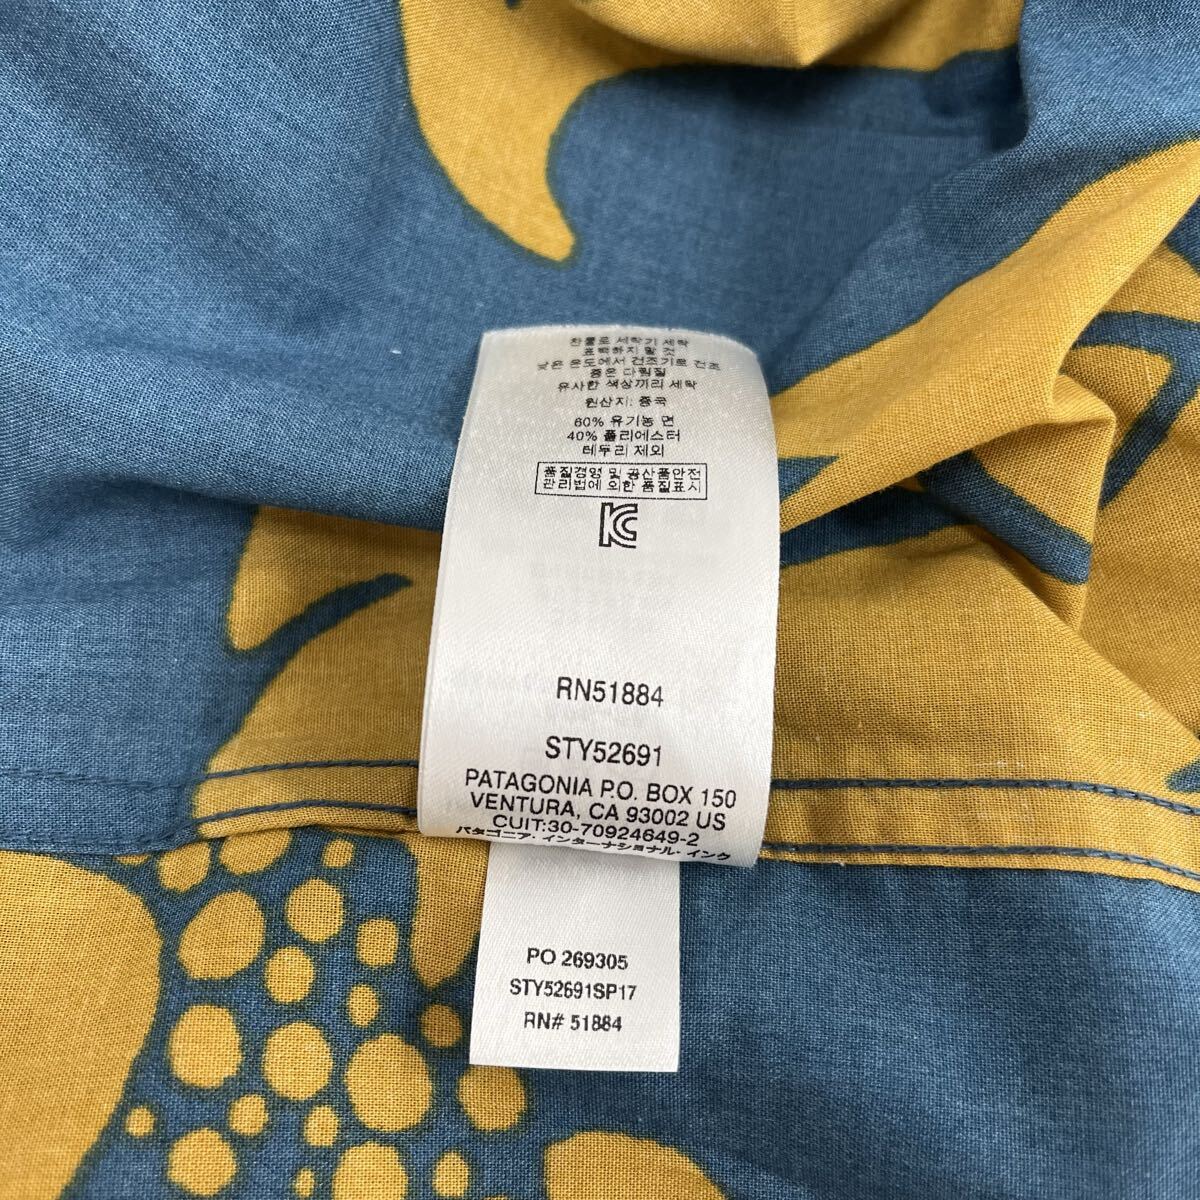 찬물로 세탁기 세탁
표백하지 말 것
낮은 온도에서 건조기로 건조
중온 다림질
유사한 색상끼리 세탁
원산지: 중국
60% 유기농 면
40% 폴리에스터
테두리 제외
품질경영 및 공산품안전
관리법에 의한 품질표시
RN51884
STY52691
PATAGONIA P.O. BOX 150
VENTURA, CA 93002 US
CUIT:30-70924649-2
パタゴニア・インターナショナル・インク
PO 269305
STY52691SP17
RN# 51884